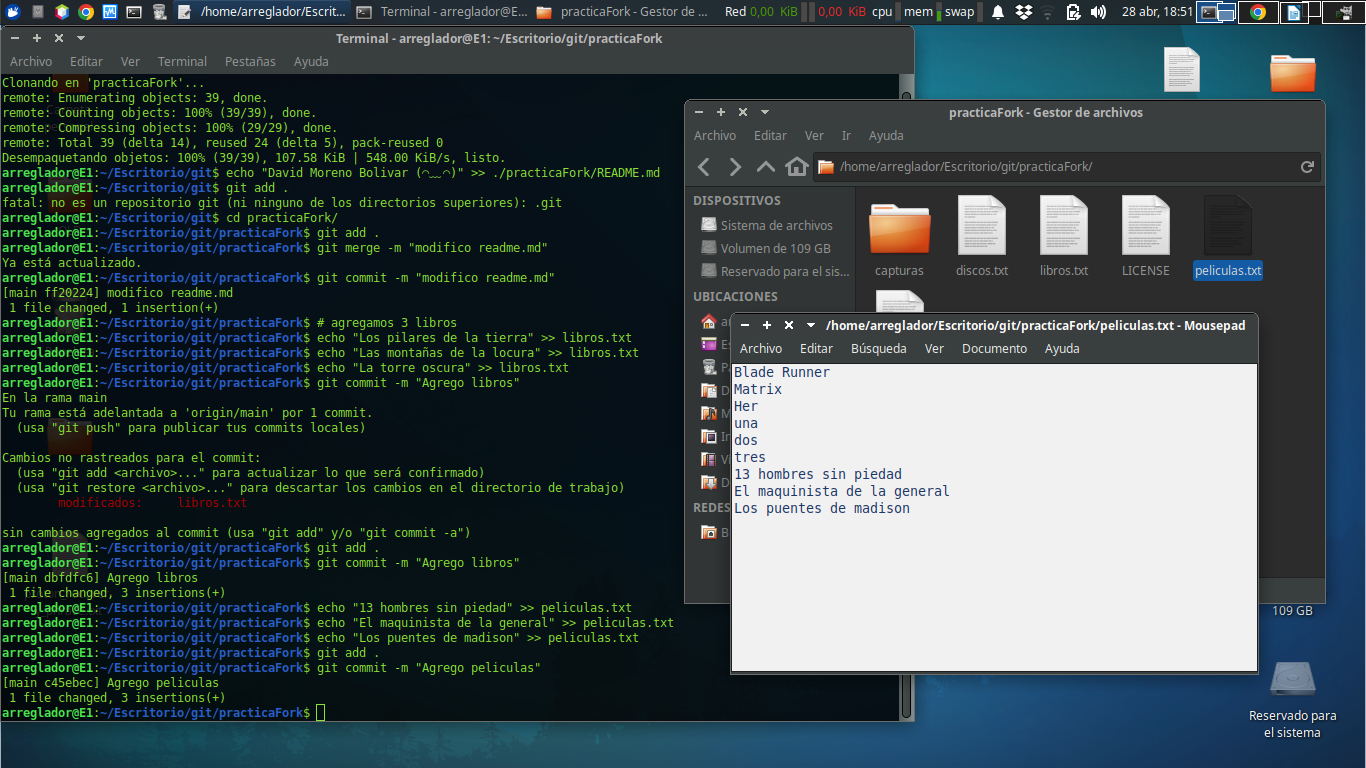 /home/arreglador/Escrit...
Terminal - arreglador@E...
practicaFork - Gestor de ...
Red 0,00 KiB 0,00 KiB cpu mem swap
28 abr, 18:51
Terminal - arreglador@E1: ~/Escritorio/git/practicaFork
Archivo Editar Ver Terminal Pestañas Ayuda
Clonando en 'practicaFork'...
remote: Enumerating objects: 39, done.
remote: Counting objects: 100% (39/39), done.
remote: Compressing objects: 100% (29/29), done.
remote: Total 39 (delta 14), reused 24 (delta 5), pack-reused 0
Desempaquetando objetos: 100% (39/39), 107.58 KiB | 548.00 KiB/s, listo.
arreglador@E1:~/Escritorio/git$ echo "David Moreno Bolivar (◠﹏◠)" >> ./practicaFork/README.md
arreglador@E1:~/Escritorio/git$ git add .
fatal: no es un repositorio git (ni ninguno de los directorios superiores): .git
arreglador@E1:~/Escritorio/git$ cd practicaFork/
arreglador@E1:~/Escritorio/git/practicaFork$ git add .
arreglador@E1:~/Escritorio/git/practicaFork$ git merge -m "modifico readme.md"
Ya está actualizado.
arreglador@E1:~/Escritorio/git/practicaFork$ git commit -m "modifico readme.md"
[main ff20224] modifico readme.md
1 file changed, 1 insertion(+)
arreglador@E1:~/Escritorio/git/practicaFork$ # agregamos 3 libros
arreglador@E1:~/Escritorio/git/practicaFork$ echo "Los pilares de la tierra" >> libros.txt
arreglador@E1:~/Escritorio/git/practicaFork$ echo "Las montañas de la locura" >> libros.txt
arreglador@E1:~/Escritorio/git/practicaFork$ echo "La torre oscura" >> libros.txt
arreglador@E1:~/Escritorio/git/practicaFork$ git commit -m "Agrego libros"
En la rama main
Tu rama está adelantada a 'origin/main' por 1 commit.
(usa "git push" para publicar tus commits locales)
Cambios no rastreados para el commit:
(usa "git add <archivo>..." para actualizar lo que será confirmado)
(usa "git restore <archivo>..." para descartar los cambios en el directorio de trabajo)
modificados: libros.txt
sin cambios agregados al commit (usa "git add" y/o "git commit -a")
arreglador@E1:~/Escritorio/git/practicaFork$ git add .
arreglador@E1:~/Escritorio/git/practicaFork$ git commit -m "Agrego libros"
[main dbfdfc6] Agrego libros
1 file changed, 3 insertions(+)
arreglador@E1:~/Escritorio/git/practicaFork$ echo "13 hombres sin piedad" >> peliculas.txt
arreglador@E1:~/Escritorio/git/practicaFork$ echo "El maquinista de la general" >> peliculas.txt
arreglador@E1:~/Escritorio/git/practicaFork$ echo "Los puentes de madison" >> peliculas.txt
arreglador@E1:~/Escritorio/git/practicaFork$ git add .
arreglador@E1:~/Escritorio/git/practicaFork$ git commit -m "Agrego peliculas"
[main c45ebec] Agrego peliculas
1 file changed, 3 insertions(+)
arreglador@E1:~/Escritorio/git/practicaFork$
practicaFork - Gestor de archivos
Archivo Editar Ver Ir Ayuda
/home/arreglador/Escritorio/git/practicaFork/
DISPOSITIVOS
Sistema de archivos
Volumen de 109 GB
Reservado para el sis...
UBICACIONES
REDES
capturas
discos.txt
libros.txt
LICENSE
peliculas.txt
/home/arreglador/Escritorio/git/practicaFork/peliculas.txt - Mousepad
Archivo Editar Búsqueda Ver Documento Ayuda
Blade Runner
Matrix
Her
una
dos
tres
13 hombres sin piedad
El maquinista de la general
Los puentes de madison
109 GB
Reservado para
el sistema